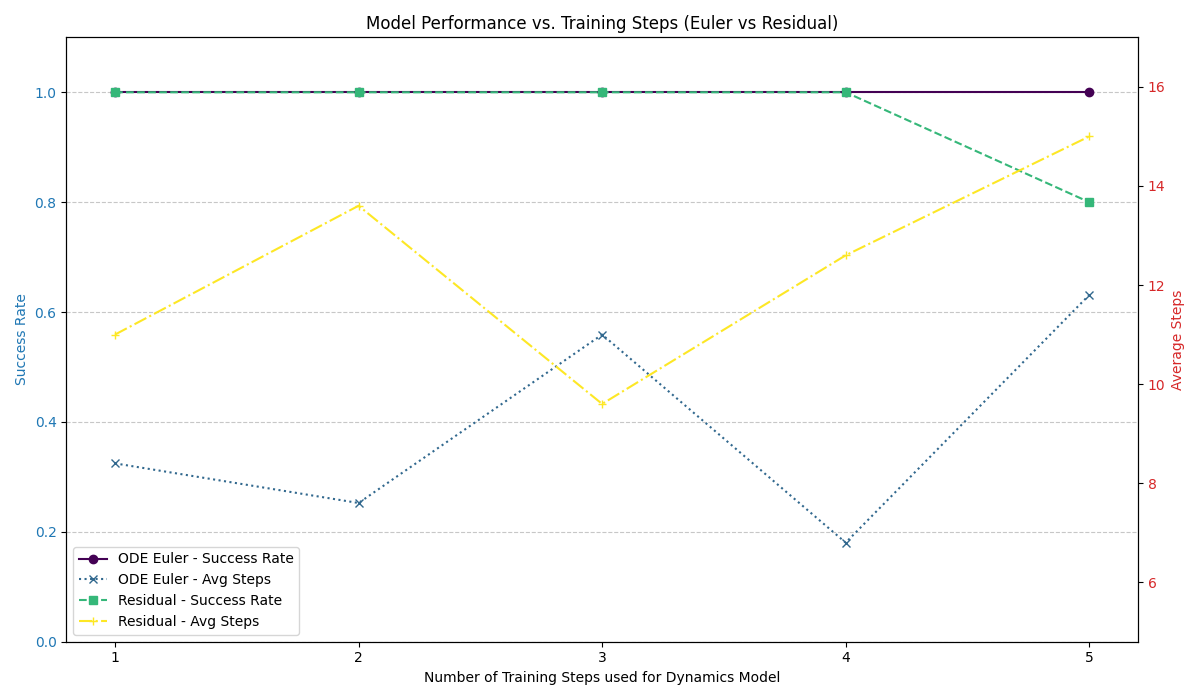 Model Performance vs. Training Steps (Euler vs Residual)
Success Rate
1.0
0.8
0.6
0.4
0.2
0.0
ODE Euler - Success Rate
ODE Euler - Avg Steps
Residual - Success Rate
Residual - Avg Steps
1 2 3 4 5
Number of Training Steps used for Dynamics Model
16
14
12
10
8
6
Average Steps